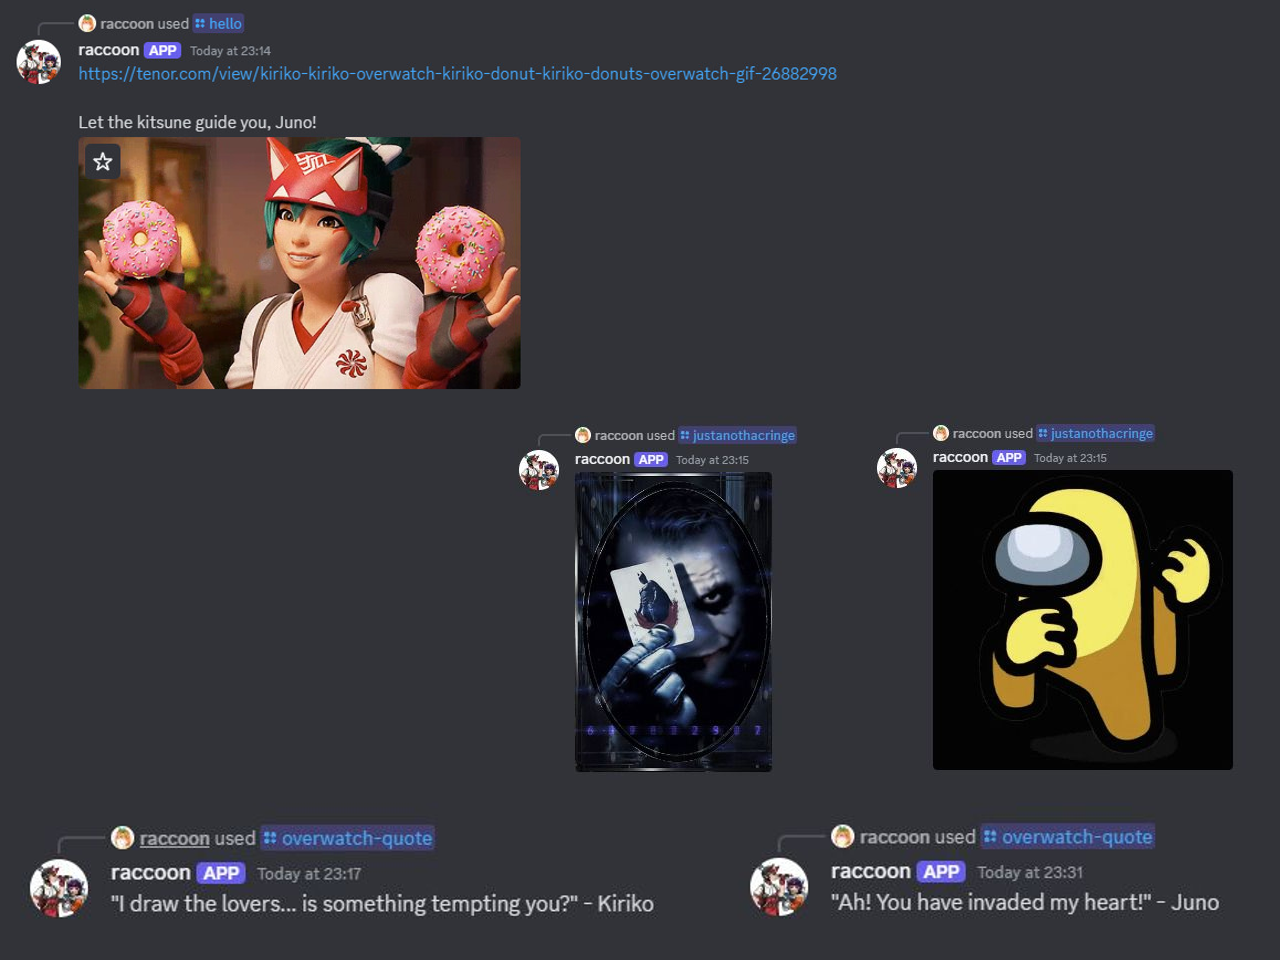 raccoon used hello
raccoon APP Today at 23:14
https://tenor.com/view/kiriko-kiriko-overwatch-kiriko-donut-kiriko-donuts-overwatch-gif-26882998
Let the kitsune guide you, Juno!
raccoon used justanothacringe
raccoon APP Today at 23:15
raccoon used justanothacringe
raccoon APP Today at 23:15
raccoon used overwatch-quote
raccoon APP Today at 23:17
"I draw the lovers... is something tempting you?" - Kiriko
raccoon used overwatch-quote
raccoon APP Today at 23:31
"Ah! You have invaded my heart!" - Juno